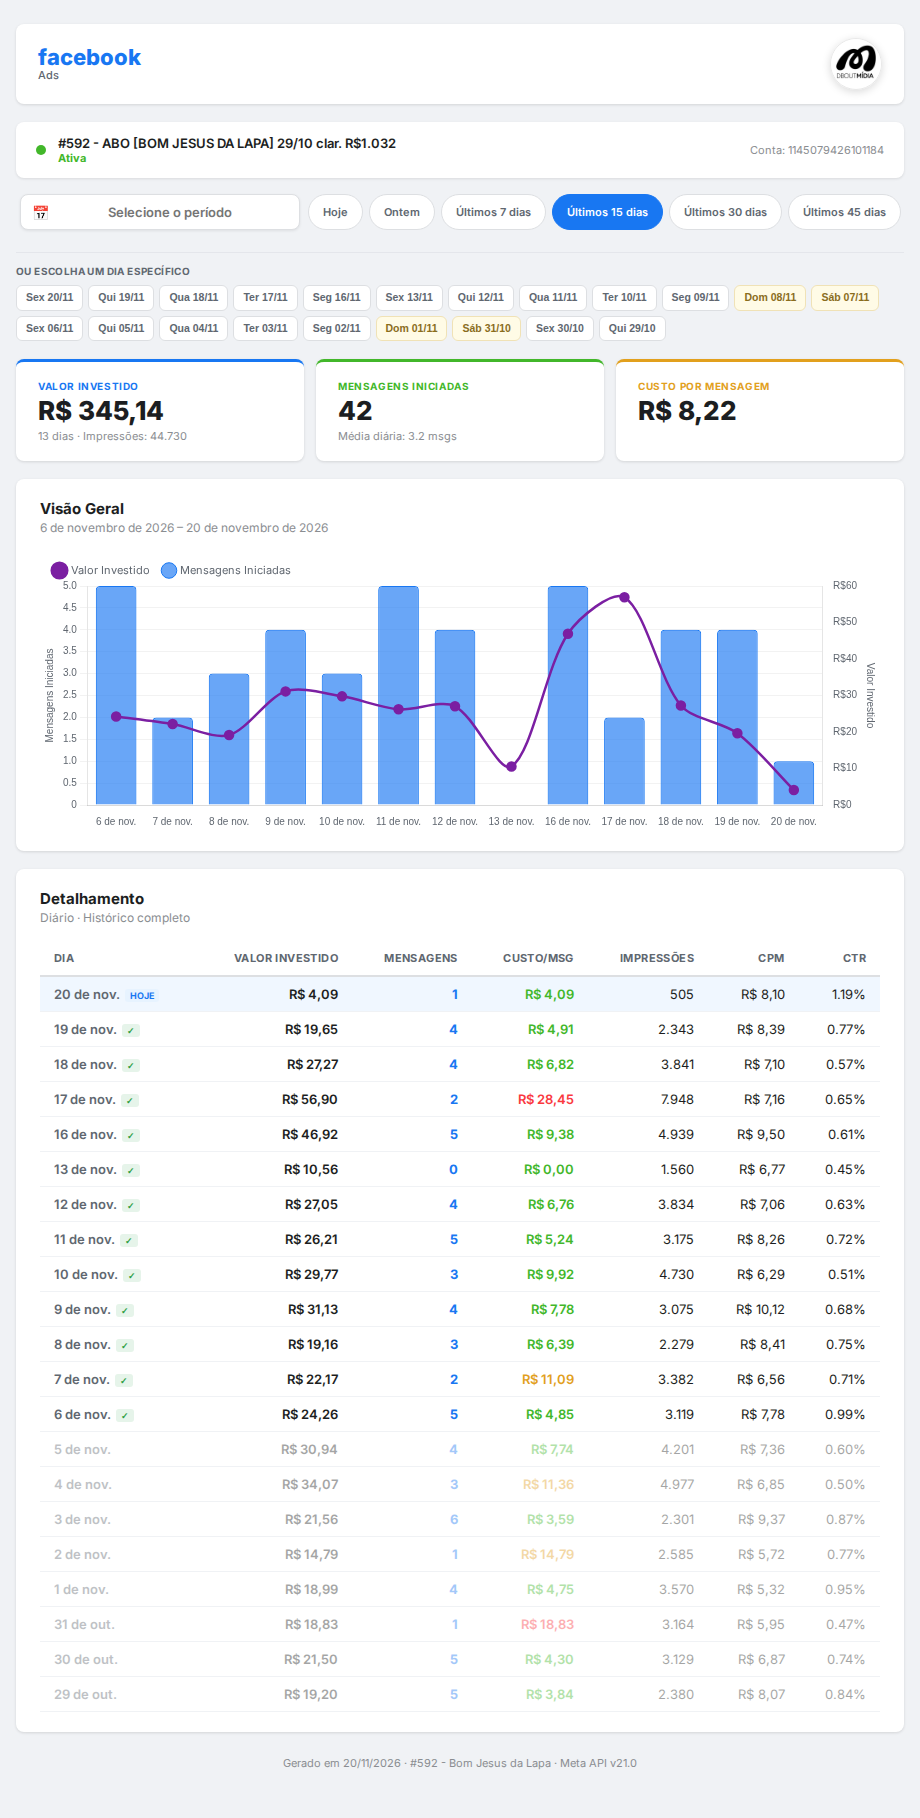 facebook
Ads
DBOUTMÍDIA
#592 - ABO [BOM JESUS DA LAPA] 29/10 clar. R$1.032
Ativa
Conta: 1145079426101184
Selecione o período
Hoje
Ontem
Últimos 7 dias
Últimos 15 dias
Últimos 30 dias
Últimos 45 dias
OU ESCOLHA UM DIA ESPECÍFICO
Sex 20/11 Qui 19/11 Qua 18/11 Ter 17/11 Seg 16/11 Sex 13/11 Qui 12/11 Qua 11/11 Ter 10/11 Seg 09/11 Dom 08/11 Sáb 07/11
Sex 06/11 Qui 05/11 Qua 04/11 Ter 03/11 Seg 02/11 Dom 01/11 Sáb 31/10 Sex 30/10 Qui 29/10
VALOR INVESTIDO
R$ 345,14
13 dias · Impressões: 44.730
MENSAGENS INICIADAS
42
Média diária: 3.2 msgs
CUSTO POR MENSAGEM
R$ 8,22
Visão Geral
6 de novembro de 2026 – 20 de novembro de 2026
Valor Investido Mensagens Iniciadas
Mensagens Iniciadas
5.0
4.5
4.0
3.5
3.0
2.5
2.0
1.5
1.0
0.5
0
R$60
R$50
R$40
R$30
R$20
R$10
R$0
Valor Investido
6 de nov. 7 de nov. 8 de nov. 9 de nov. 10 de nov. 11 de nov. 12 de nov. 13 de nov. 16 de nov. 17 de nov. 18 de nov. 19 de nov. 20 de nov.
Detalhamento
Diário · Histórico completo
DIA VALOR INVESTIDO MENSAGENS CUSTO/MSG IMPRESSÕES CPM CTR
20 de nov. HOJE R$ 4,09 1 R$ 4,09 505 R$ 8,10 1.19%
19 de nov. ✓ R$ 19,65 4 R$ 4,91 2.343 R$ 8,39 0.77%
18 de nov. ✓ R$ 27,27 4 R$ 6,82 3.841 R$ 7,10 0.57%
17 de nov. ✓ R$ 56,90 2 R$ 28,45 7.948 R$ 7,16 0.65%
16 de nov. ✓ R$ 46,92 5 R$ 9,38 4.939 R$ 9,50 0.61%
13 de nov. ✓ R$ 10,56 0 R$ 0,00 1.560 R$ 6,77 0.45%
12 de nov. ✓ R$ 27,05 4 R$ 6,76 3.834 R$ 7,06 0.63%
11 de nov. ✓ R$ 26,21 5 R$ 5,24 3.175 R$ 8,26 0.72%
10 de nov. ✓ R$ 29,77 3 R$ 9,92 4.730 R$ 6,29 0.51%
9 de nov. ✓ R$ 31,13 4 R$ 7,78 3.075 R$ 10,12 0.68%
8 de nov. ✓ R$ 19,16 3 R$ 6,39 2.279 R$ 8,41 0.75%
7 de nov. ✓ R$ 22,17 2 R$ 11,09 3.382 R$ 6,56 0.71%
6 de nov. ✓ R$ 24,26 5 R$ 4,85 3.119 R$ 7,78 0.99%
5 de nov. R$ 30,94 4 R$ 7,74 4.201 R$ 7,36 0.60%
4 de nov. R$ 34,07 3 R$ 11,36 4.977 R$ 6,85 0.50%
3 de nov. R$ 21,56 6 R$ 3,59 2.301 R$ 9,37 0.87%
2 de nov. R$ 14,79 1 R$ 14,79 2.585 R$ 5,72 0.77%
1 de nov. R$ 18,99 4 R$ 4,75 3.570 R$ 5,32 0.95%
31 de out. R$ 18,83 1 R$ 18,83 3.164 R$ 5,95 0.47%
30 de out. R$ 21,50 5 R$ 4,30 3.129 R$ 6,87 0.74%
29 de out. R$ 19,20 5 R$ 3,84 2.380 R$ 8,07 0.84%
Gerado em 20/11/2026 · #592 - Bom Jesus da Lapa · Meta API v21.0